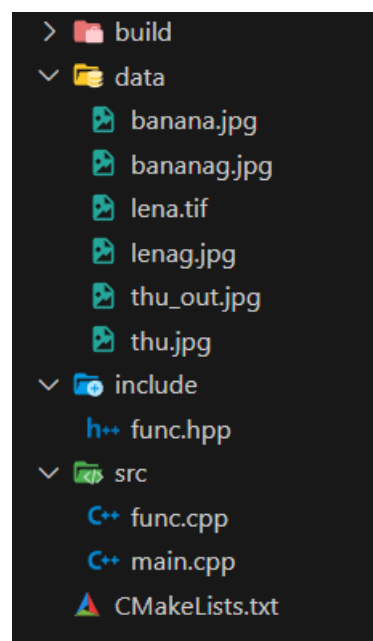 build
data
banana.jpg
bananag.jpg
lena.tif
lenag.jpg
thu_out.jpg
thu.jpg
include
h++ func.hpp
src
C++ func.cpp
C++ main.cpp
CMakeLists.txt